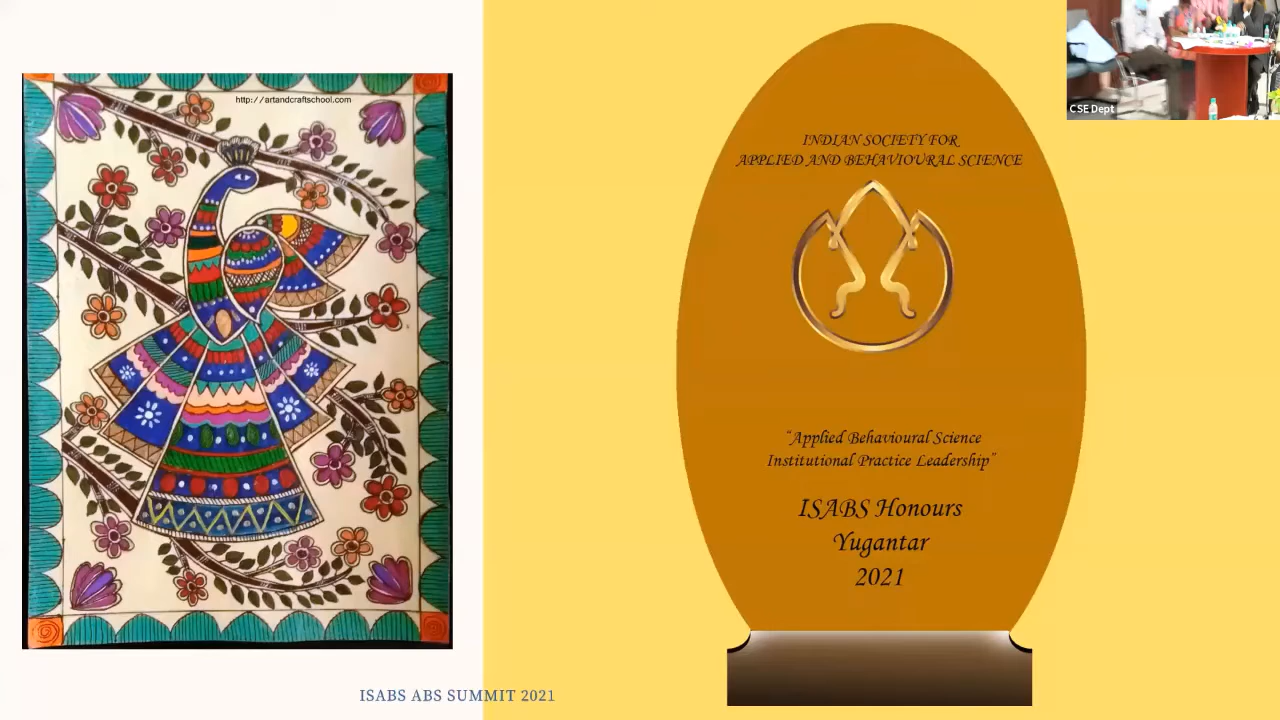 http://artandcraftschool.com
INDIAN SOCIETY FOR
APPLIED AND BEHAVIOURAL SCIENCE
"Applied Behavioural Science
Institutional Practice Leadership"
ISABS Honours
Yugantar
2021
ISABS ABS SUMMIT 2021
CSE Dept